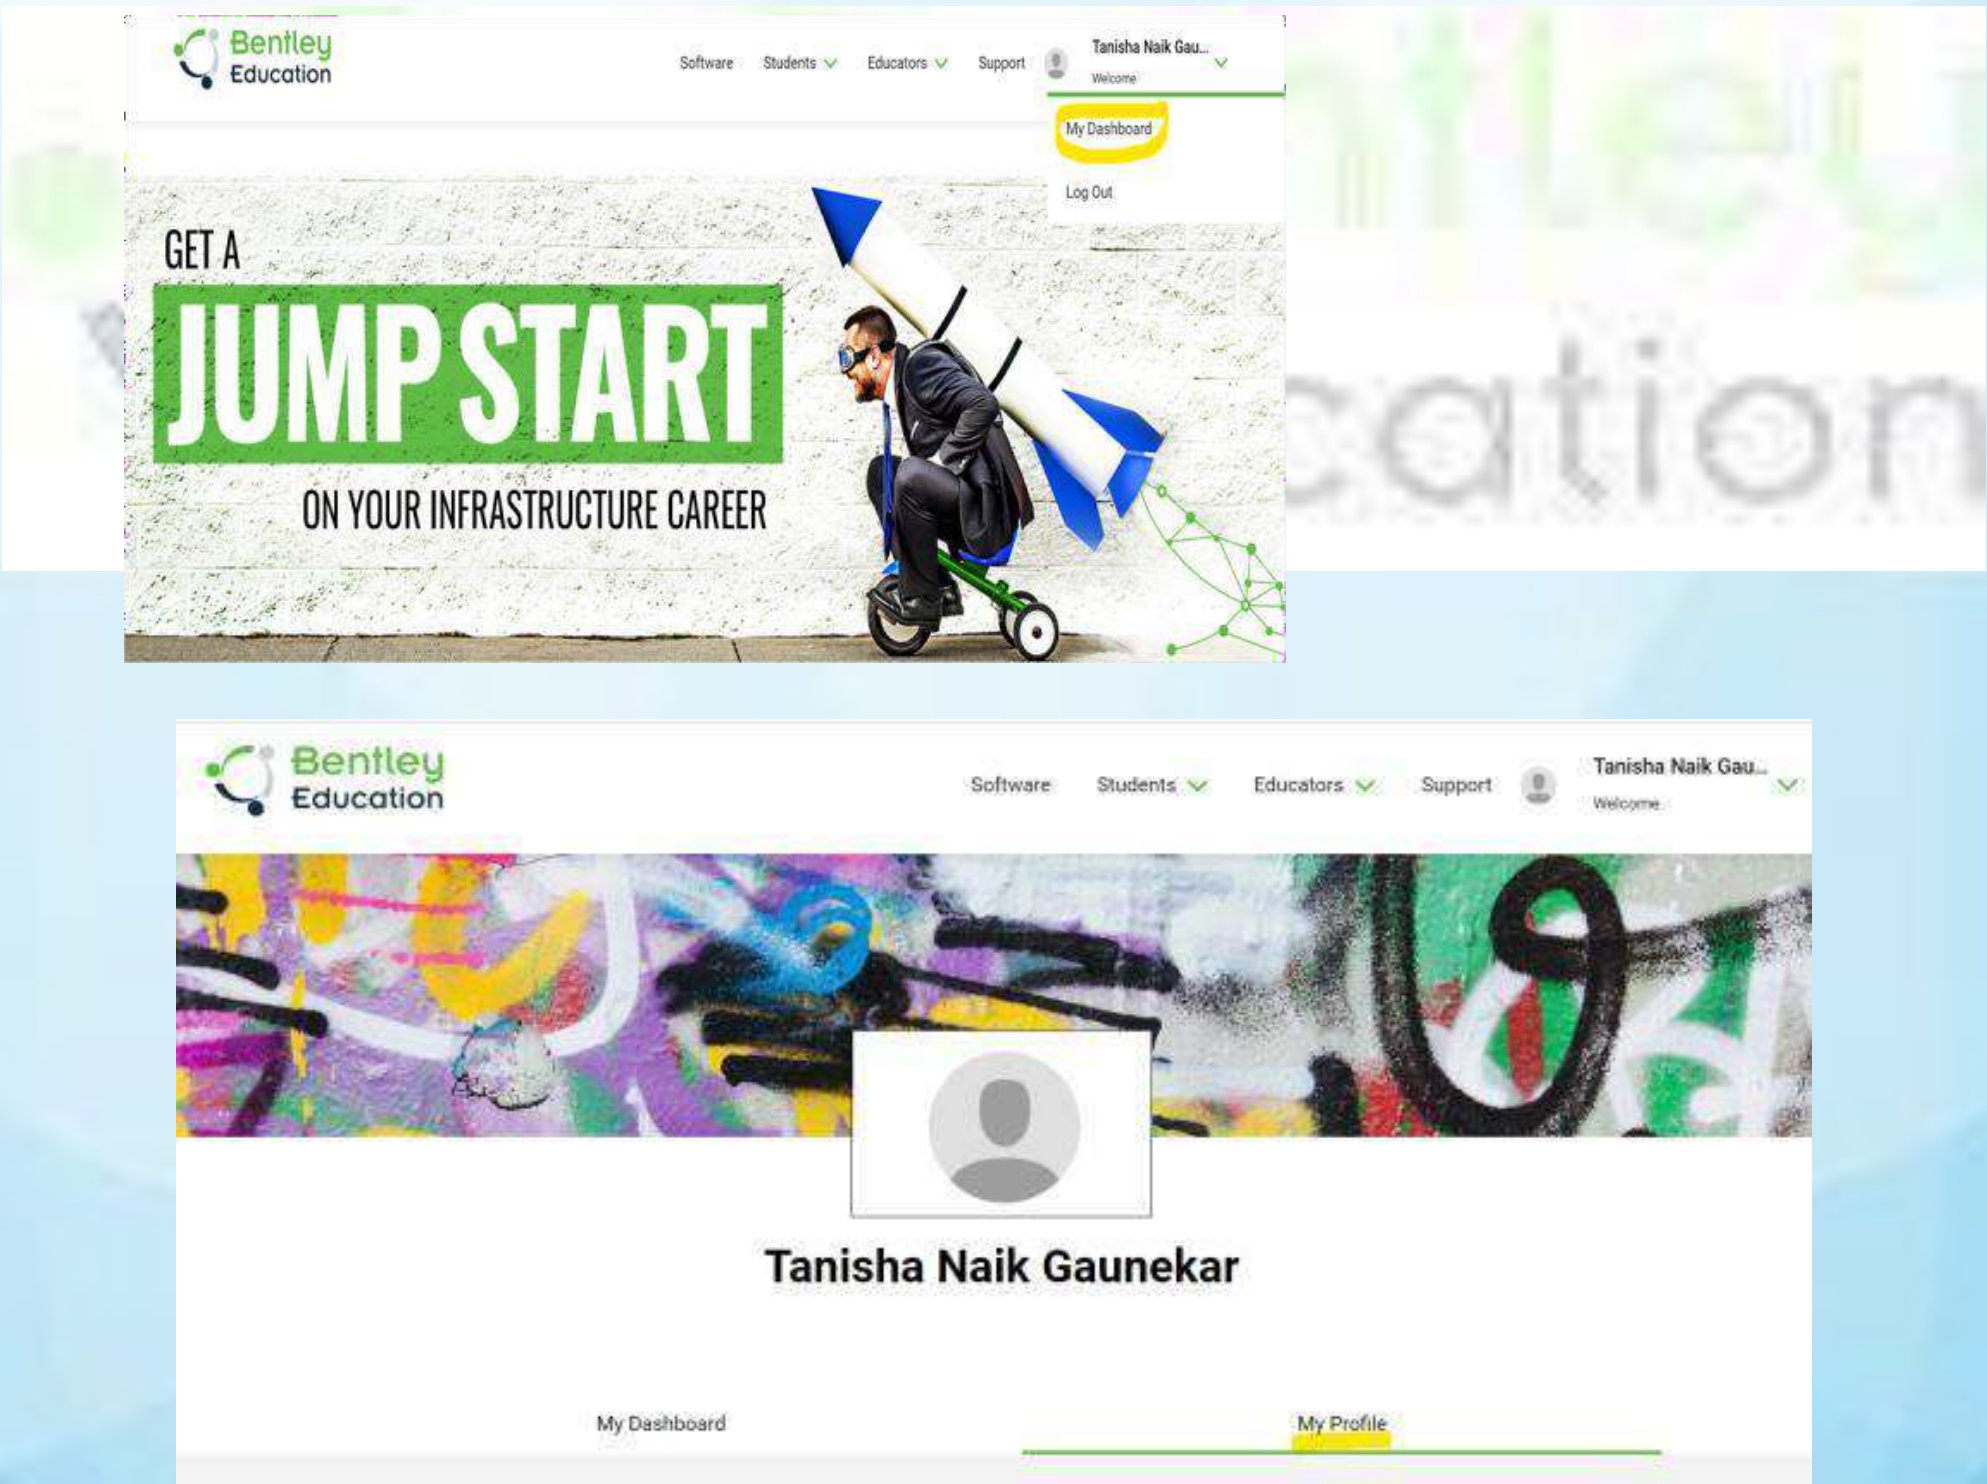 Bentley
Education
Software
Students
Educators
Support
Tanisha Naik Gau...
Welcome
My Dashboard
Log Out
GET A
JUMP START
ON YOUR INFRASTRUCTURE CAREER
cation
Bentley
Education
Software
Students
Educators
Support
Tanisha Naik Gau...
Welcome
Tanisha Naik Gaunekar
My Dashboard
My Profile